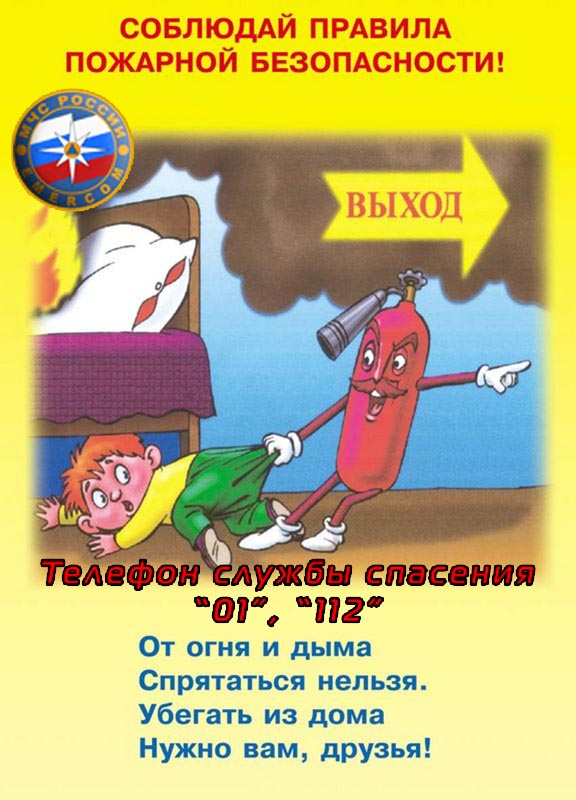 СОБЛЮДАЙ ПРАВИЛА
ПОЖАРНОЙ БЕЗОПАСНОСТИ!
МЧС РОССИИ
EMERCOM
ВЫХОД
Телефон службы спасения
“01”, “112”
От огня и дыма
Спрятаться нельзя.
Убегать из дома
Нужно вам, друзья!